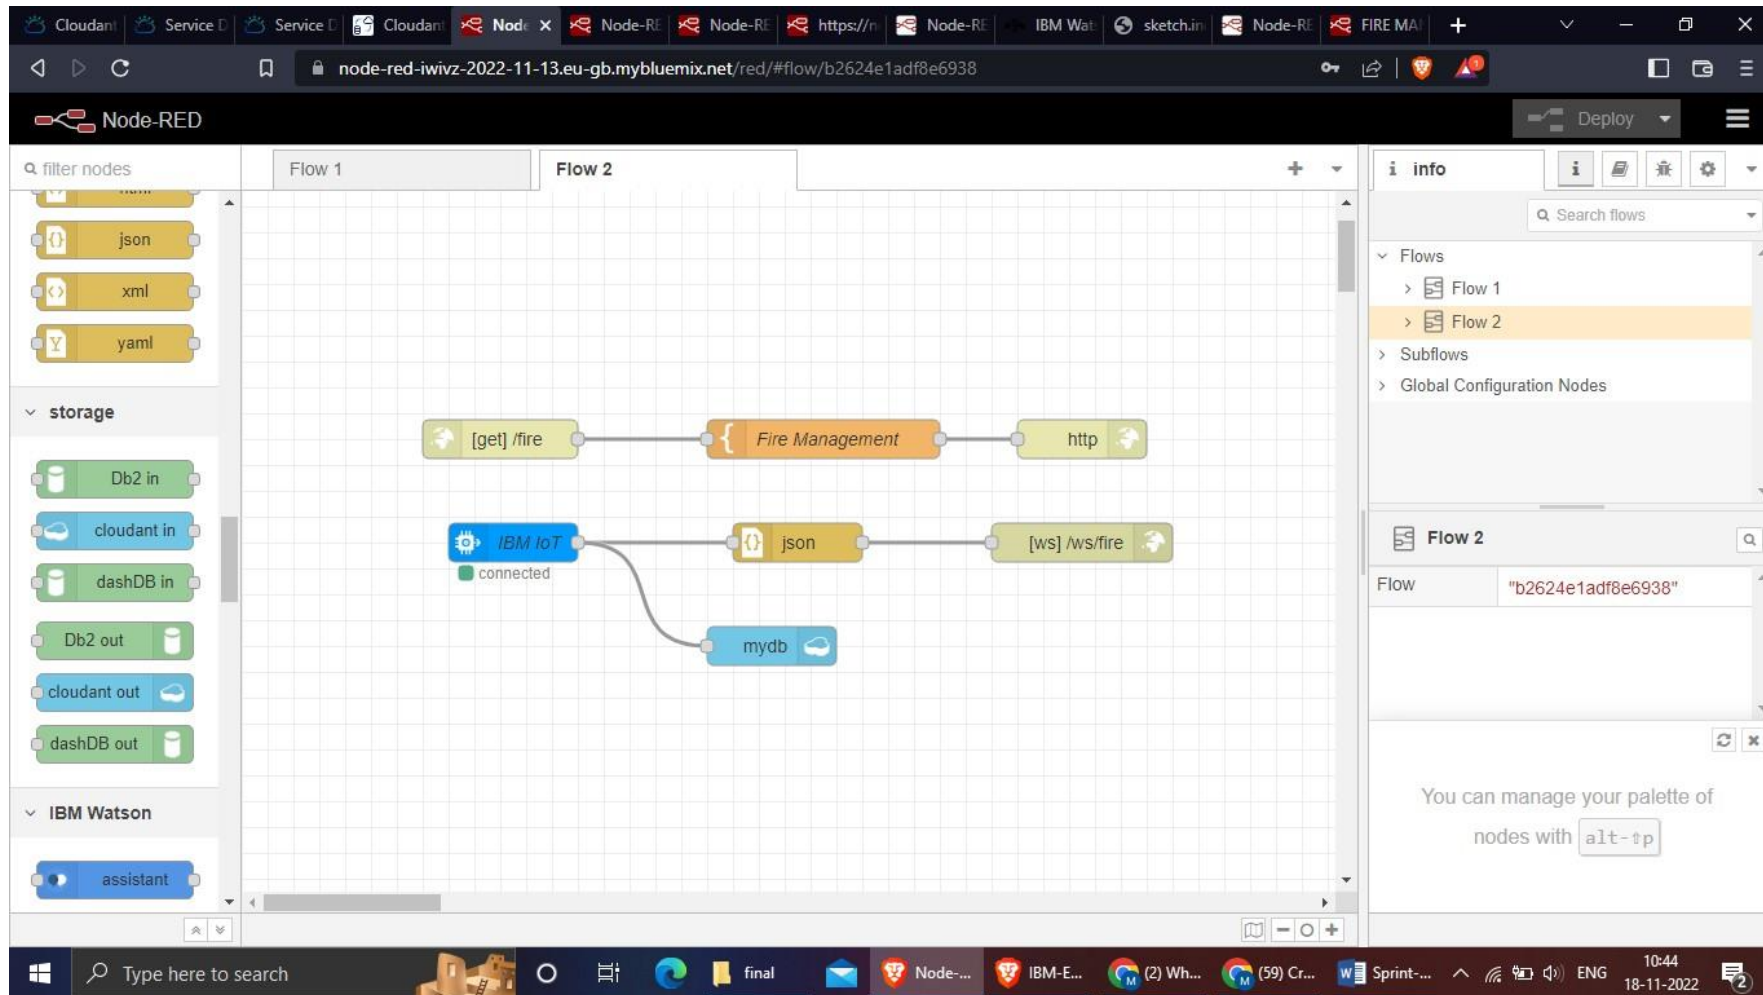 Cloudant
Service D
Service D
Cloudant
Node
Node-RE
Node-RE
https://n
Node-RE
IBM Wat
sketch.in
Node-RE
FIRE MA
node-red-iwivz-2022-11-13.eu-gb.mybluemix.net/red/#flow/b2624e1adf8e6938
Node-RED
Deploy
filter nodes
Flow 1
Flow 2
i info
Search flows
json
xml
yaml
storage
Db2 in
cloudant in
dashDB in
Db2 out
cloudant out
dashDB out
IBM Watson
assistant
[get] /fire
Fire Management
http
IBM IoT
connected
json
[ws] /ws/fire
mydb
Flows
Flow 1
Flow 2
Subflows
Global Configuration Nodes
Flow 2
Flow
"b2624e1adf8e6938"
You can manage your palette of
nodes with alt-⇧p
Type here to search
final
Node-...
IBM-E...
(2) Wh...
(59) Cr...
Sprint-...
ENG
10:44
18-11-2022
2